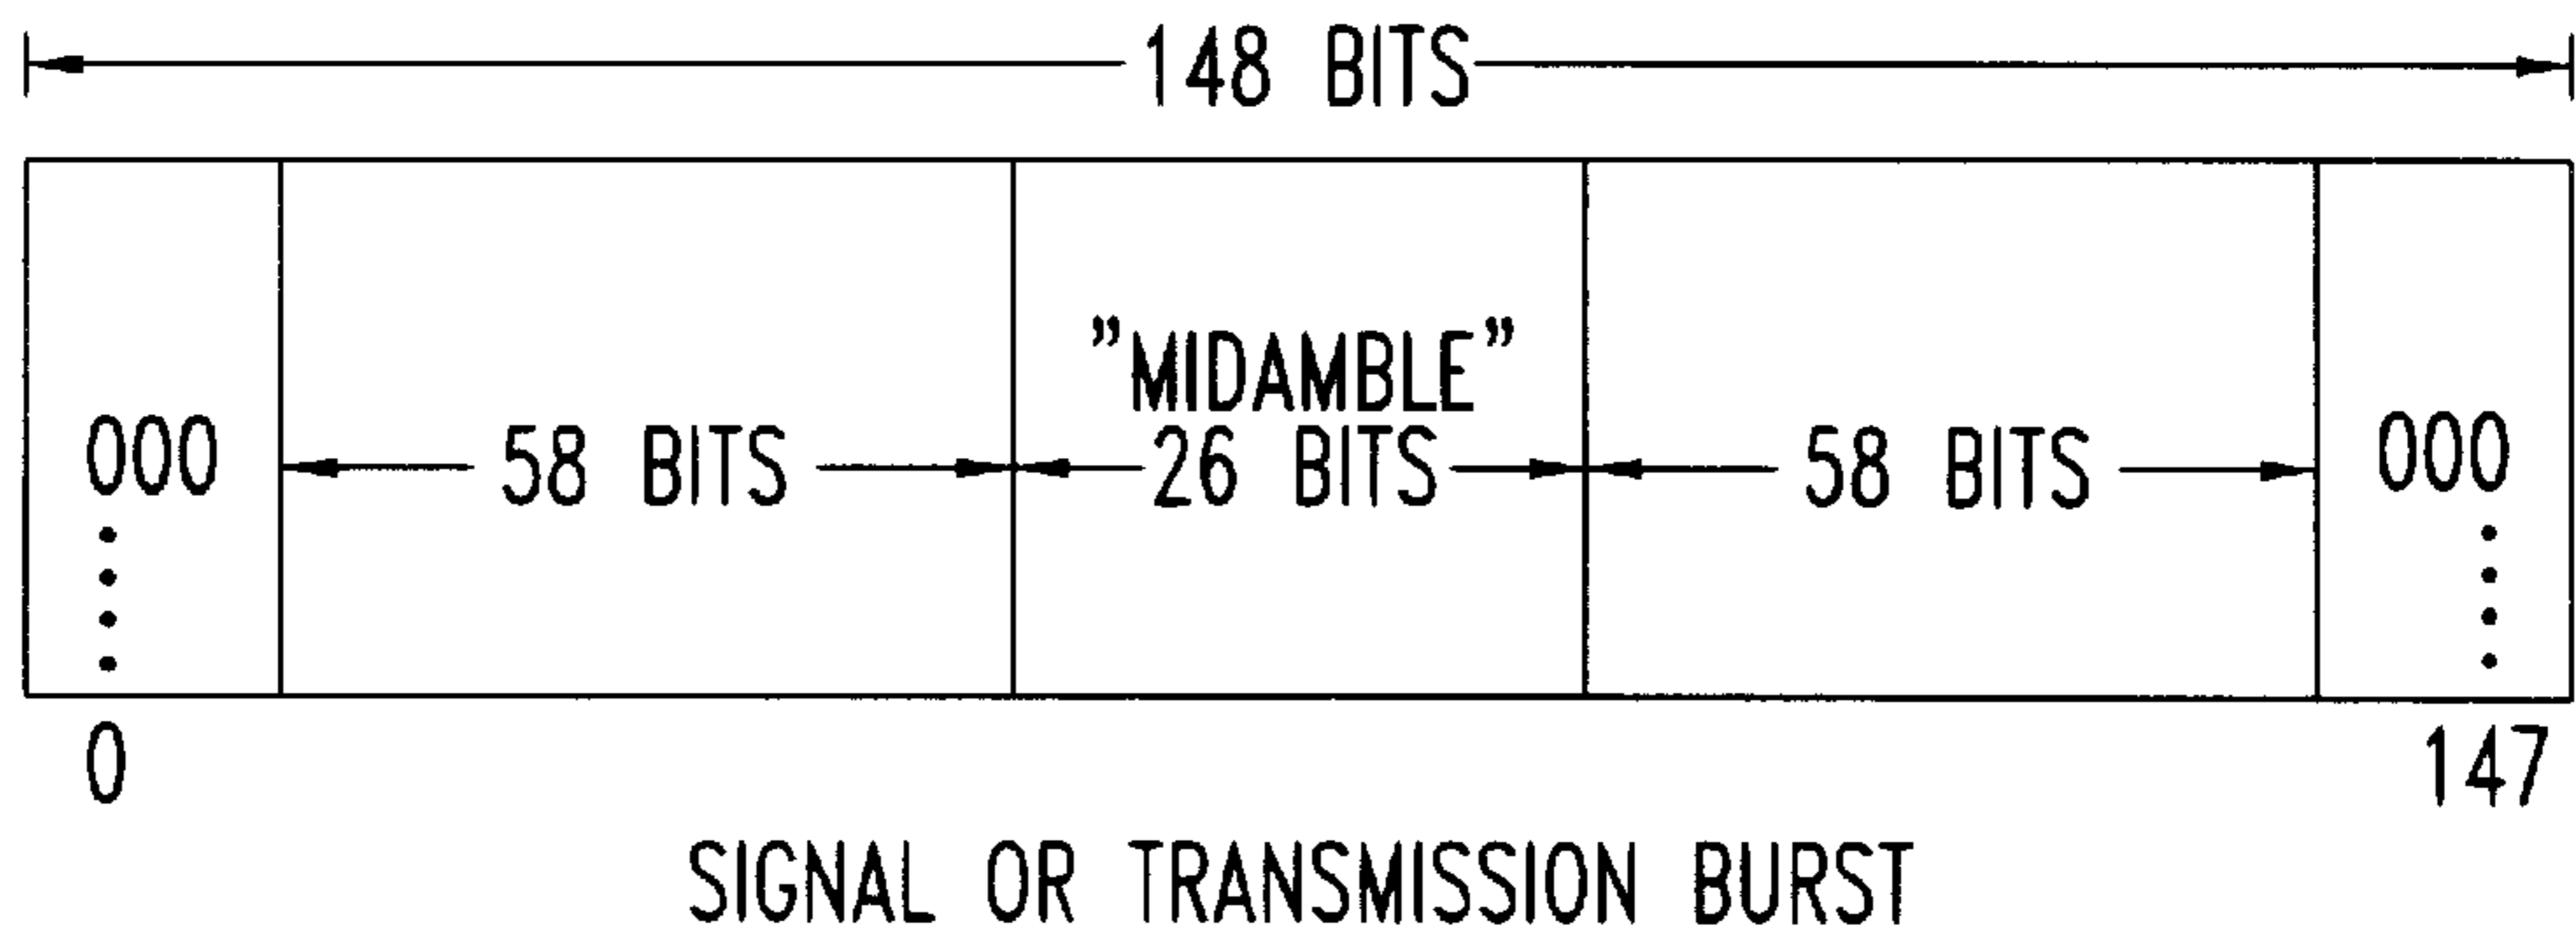 148 BITS
"MIDAMBLE"
000 58 BITS 26 BITS 58 BITS 000
0 147
SIGNAL OR TRANSMISSION BURST